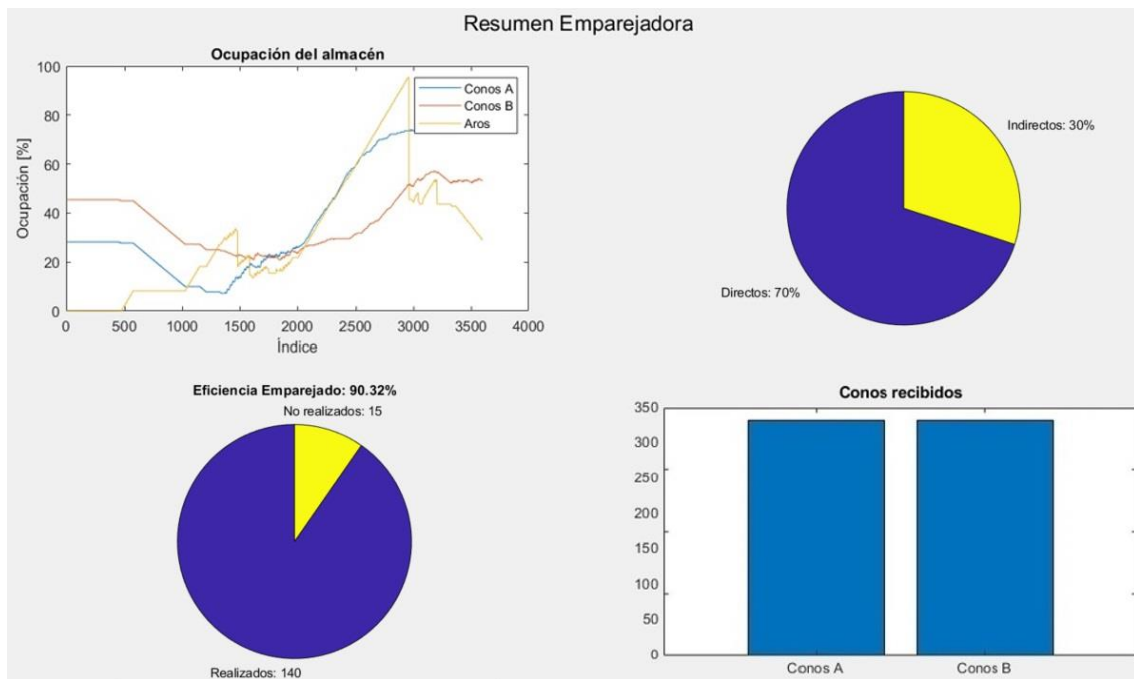 Resumen Emparejadora
Ocupación del almacén
100
80
60
40
20
0
Ocupación [%]
Conos A
Conos B
Aros
0 500 1000 1500 2000 2500 3000 3500 4000
Índice
Indirectos: 30%
Directos: 70%
Eficiencia Emparejado: 90.32%
No realizados: 15
Realizados: 140
Conos recibidos
350
300
250
200
150
100
50
0
Conos A Conos B